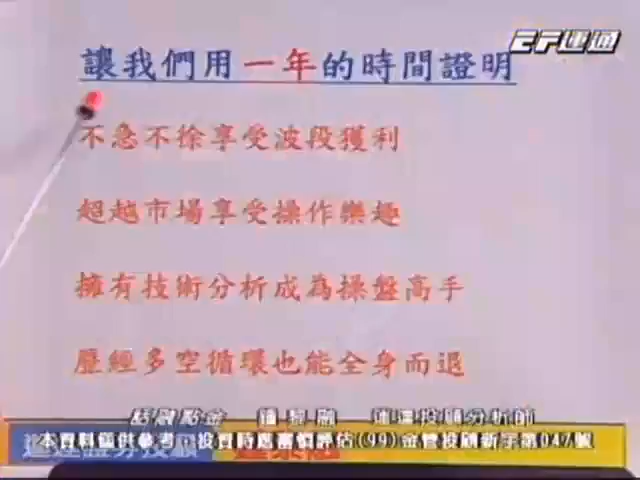 EF運通
讓我們用一年的時間證明
不急不徐享受波段獲利
超越市場享受操作樂趣
擁有技術分析成為操盤高手
歷經多空循環也能全身而退
本資料僅供參考，投資時應審慎評估(99)金管投顧新字第047號